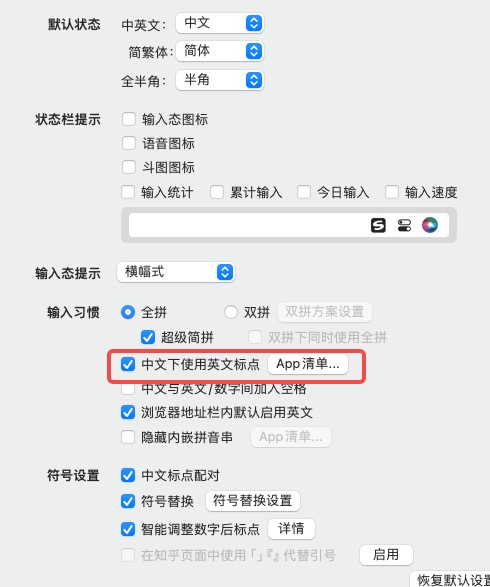 默认状态 中英文： 中文
简繁体： 简体
全半角： 半角
状态栏提示 输入态图标
语音图标
斗图图标
输入统计 累计输入 今日输入 输入速度
输入态提示 横幅式
输入习惯 全拼 双拼 双拼方案设置
超级简拼 双拼下同时使用全拼
中文下使用英文标点 App清单...
中文与英文/数字间加入空格
浏览器地址栏内默认启用英文
隐藏内嵌拼音串 App清单...
符号设置 中文标点配对
符号替换 符号替换设置
智能调整数字后标点 详情
在知乎页面中使用「」『』代替引号 启用
恢复默认设